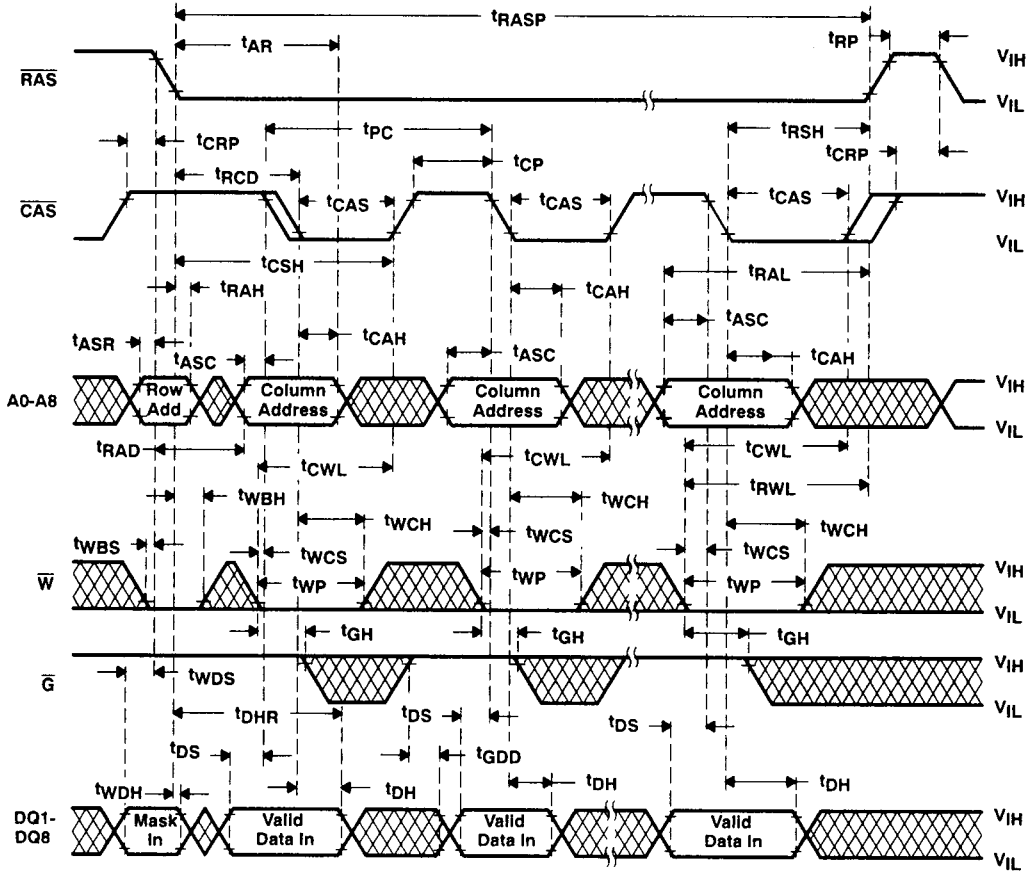 tRASP
tAR
tRP
RAS
VIH
VIL
tPC
tRSH
tCRP
tCP
tCRP
tRCD
CAS
tCAS
tCAS
tCAS
VIH
VIL
tCSH
tRAL
tRAH
tCAH
tASC
tASR
tCAH
tASC
tASC
tCAH
A0-A8
Row
Add
Column
Address
Column
Address
Column
Address
VIH
VIL
tRAD
tCWL
tCWL
tCWL
tRWL
tWBH
tWCH
tWCH
tWCH
tWBS
tWCS
tWCS
tWCS
W
tWP
tWP
tWP
VIH
VIL
tGH
tGH
tGH
G
tWDS
VIH
VIL
tDHR
tDS
tDS
tDS
tGDD
tWDH
tDH
tDH
tDH
DQ1-
DQ8
Mask
In
Valid
Data In
Valid
Data In
Valid
Data In
VIH
VIL